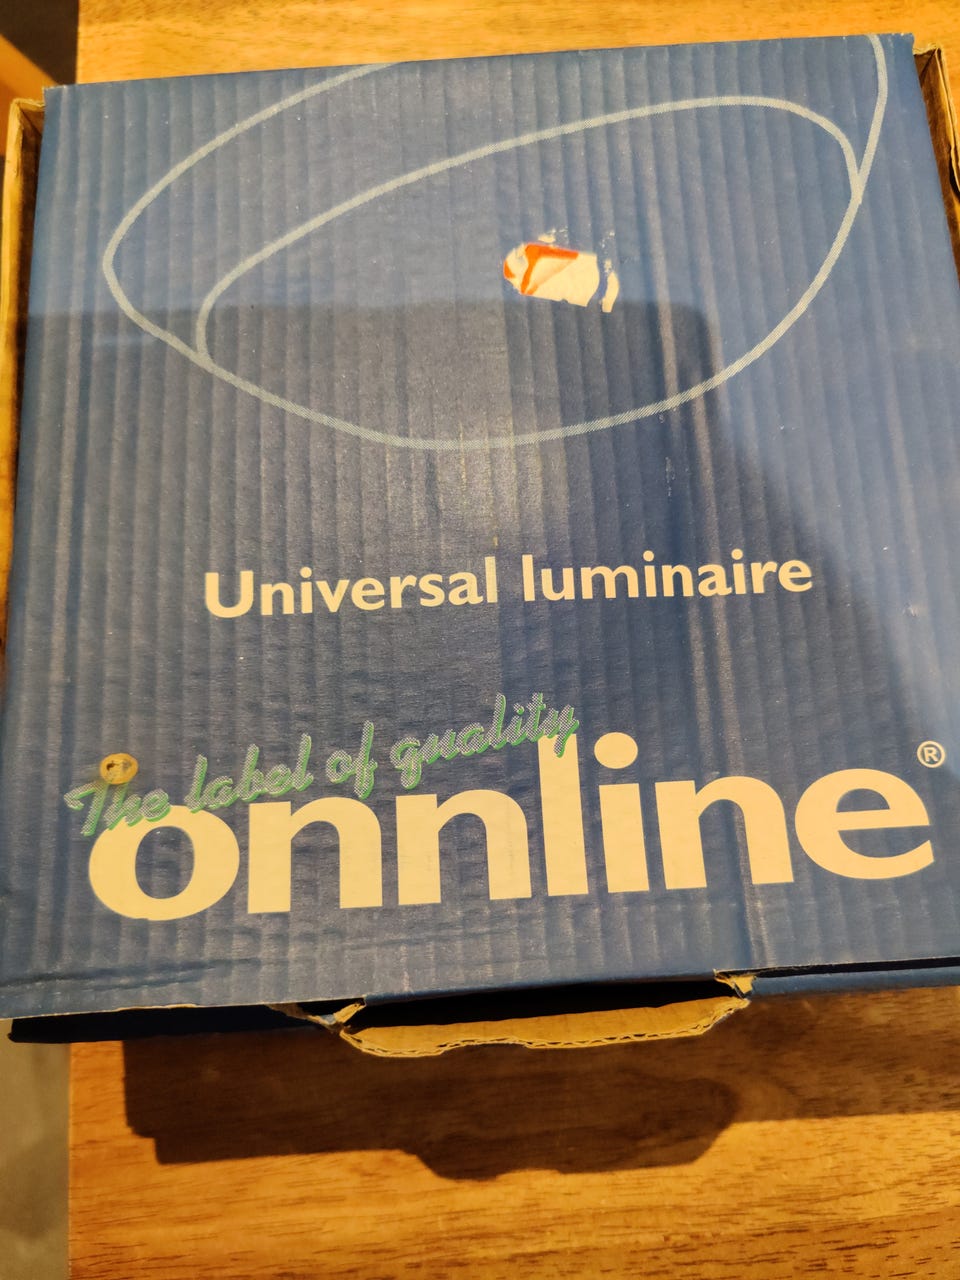 Universal luminaire
The label of quality
onnline®